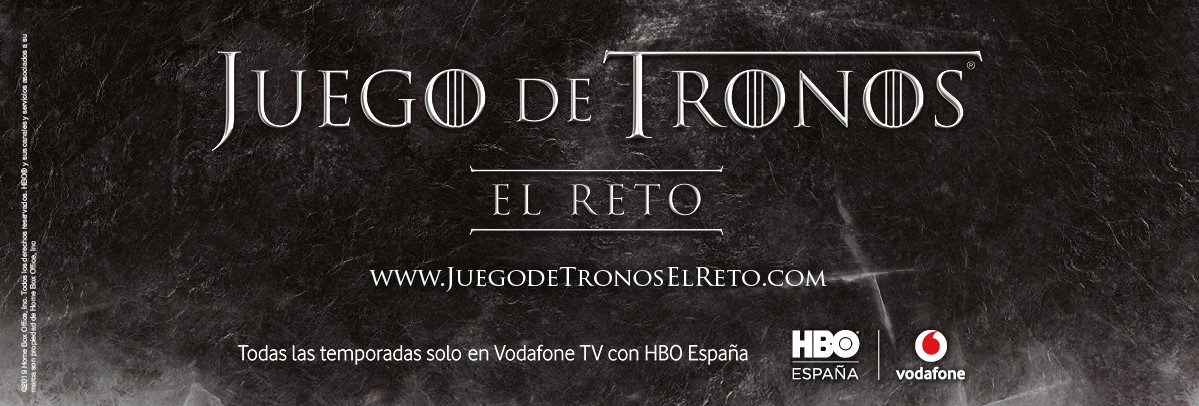 JUEGO DE TRONOS®
EL RETO
WWW.JUEGODETRONOSELRETO.COM
Todas las temporadas solo en Vodafone TV con HBO España
HBO®
ESPAÑA
vodafone
©2019 Home Box Office, Inc. Todos los derechos reservados. HBO® y sus canales y servicios asociados a su
marca son propiedad de Home Box Office, Inc